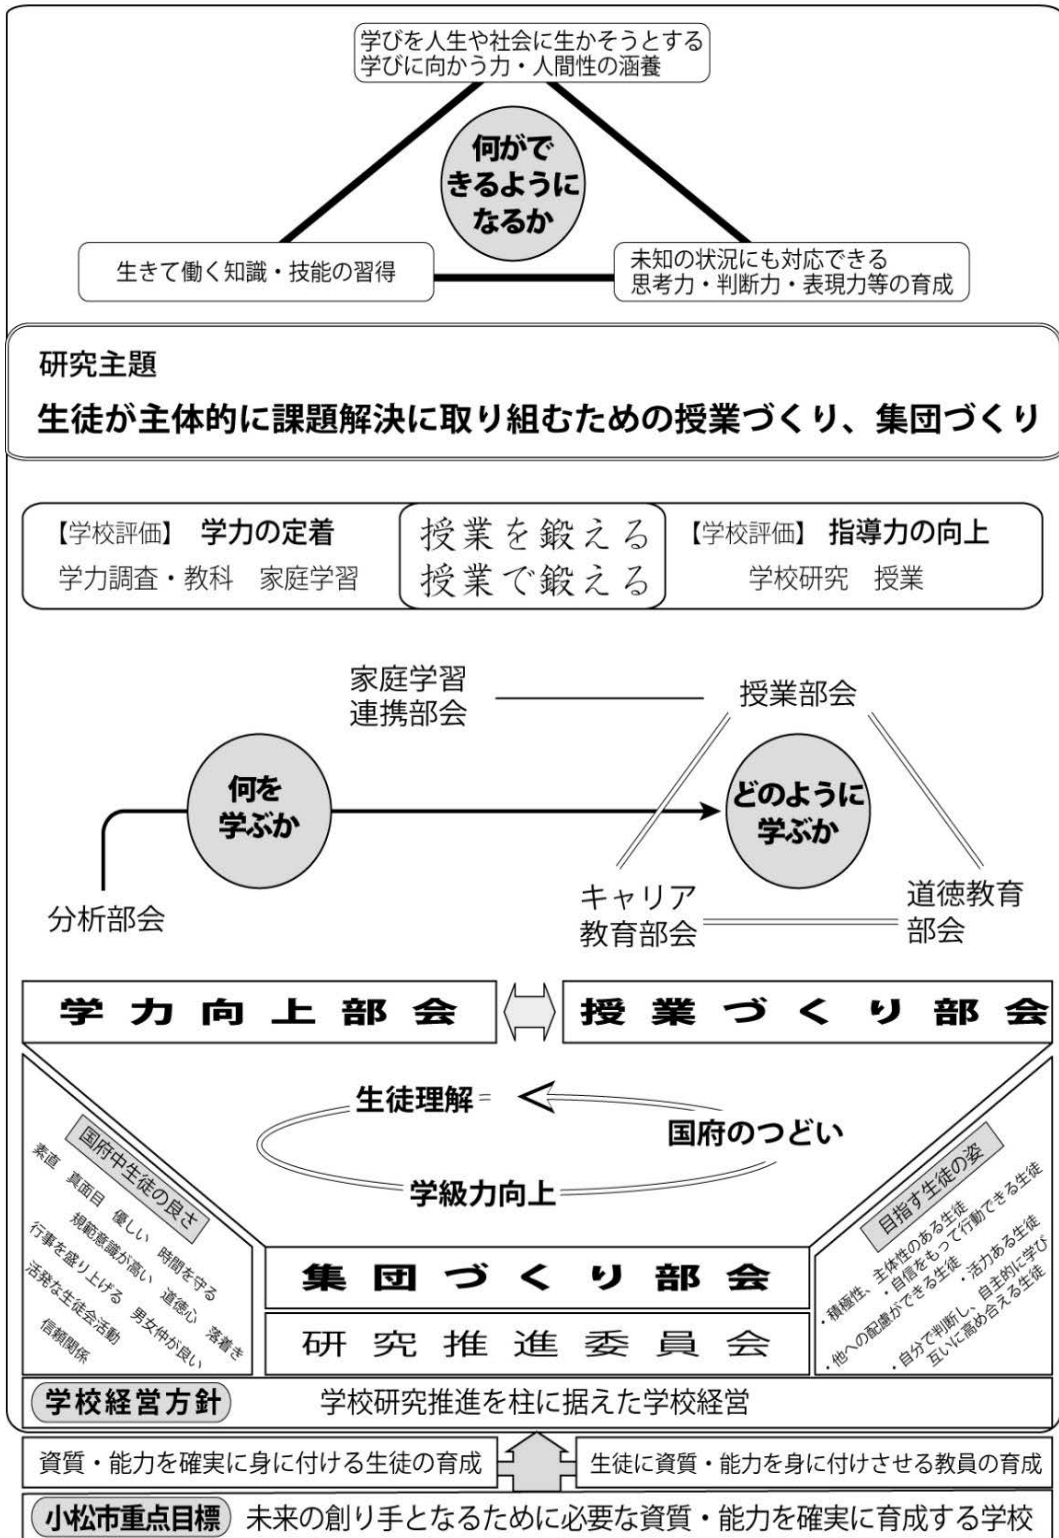 学びを人生や社会に生かそうとする
学びに向かう力・人間性の涵養
何がで
きるように
なるか
生きて働く知識・技能の習得
未知の状況にも対応できる
思考力・判断力・表現力等の育成
研究主題
生徒が主体的に課題解決に取り組むための授業づくり、集団づくり
【学校評価】 学力の定着
学力調査・教科 家庭学習
授業を鍛える
授業で鍛える
【学校評価】 指導力の向上
学校研究 授業
家庭学習
連携部会
授業部会
何を
学ぶか
どのように
学ぶか
分析部会
キャリア
教育部会
道徳教育
部会
学力向上部会
授業づくり部会
生徒理解
国府のつどい
学級力向上
国府中生徒の良さ
素直 真面目 優しい 時間を守る
規範意識が高い 道徳心 落着き
行事を盛り上げる 男女仲が良い
活発な生徒会活動
信頼関係
目指す生徒の姿
・積極性、主体性のある生徒
・自信をもって行動できる生徒
・他への配慮ができる生徒
・活力ある生徒
・自分で判断し、自主的に学び
互いに高め合える生徒
集団づくり部会
研究推進委員会
学校経営方針 学校研究推進を柱に据えた学校経営
資質・能力を確実に身に付ける生徒の育成
生徒に資質・能力を身に付けさせる教員の育成
小松市重点目標 未来の創り手となるために必要な資質・能力を確実に育成する学校